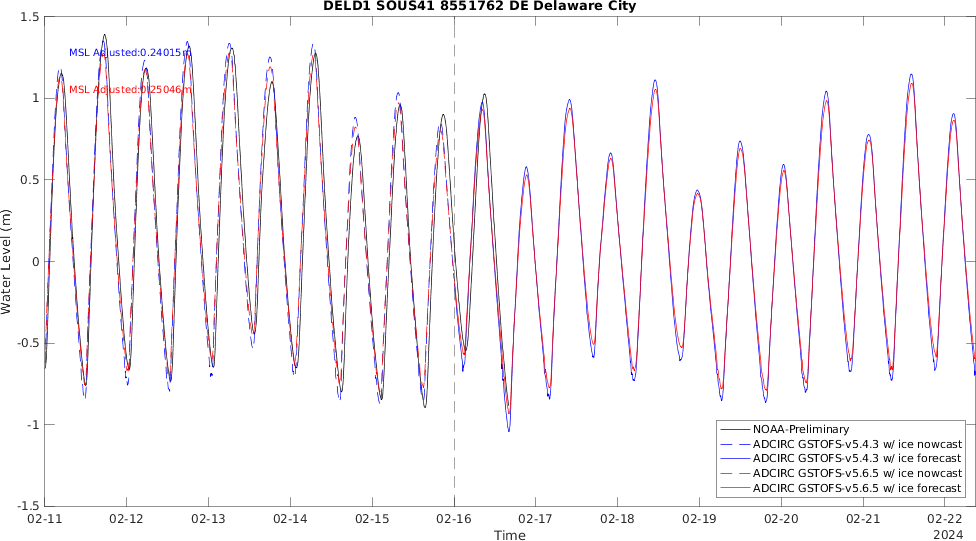 DELD1 SOUS41 8551762 DE Delaware City
1.5
MSL Adjusted:0.24015m
MSL Adjusted:0.25046m
1
0.5
0
-0.5
-1
-1.5
Water Level (m)
NOAA-Preliminary
ADCIRC GSTOFS-v5.4.3 w/ ice nowcast
ADCIRC GSTOFS-v5.4.3 w/ ice forecast
ADCIRC GSTOFS-v5.6.5 w/ ice nowcast
ADCIRC GSTOFS-v5.6.5 w/ ice forecast
02-11 02-12 02-13 02-14 02-15 02-16 02-17 02-18 02-19 02-20 02-21 02-22
Time
2024